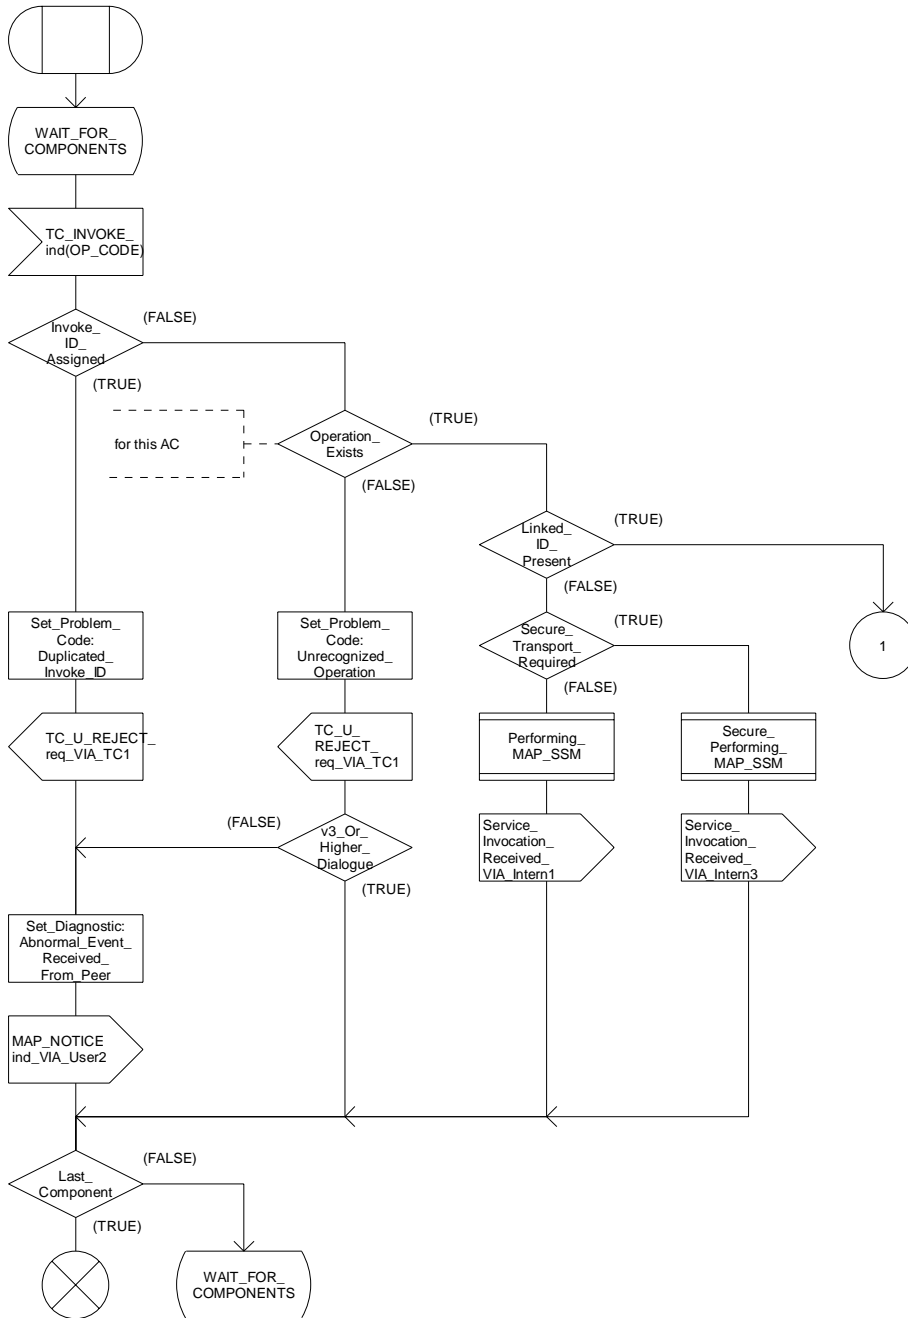 WAIT_FOR_
COMPONENTS
TC_INVOKE_
ind(OP_CODE)
Invoke_
ID_
Assigned
(FALSE)
(TRUE)
for this AC
Operation_
Exists
(TRUE)
(FALSE)
Linked_
ID_
Present
(TRUE)
(FALSE)
Set_Problem_
Code:
Duplicated_
Invoke_ID
Set_Problem_
Code:
Unrecognized_
Operation
Secure_
Transport_
Required
(TRUE)
(FALSE)
1
TC_U_REJECT_
req_VIA_TC1
TC_U_
REJECT_
req_VIA_TC1
Performing_
MAP_SSM
Secure_
Performing_
MAP_SSM
(FALSE)
v3_Or_
Higher_
Dialogue
(TRUE)
Service_
Invocation_
Received_
VIA_Intern1
Service_
Invocation_
Received_
VIA_Intern3
Set_Diagnostic:
Abnormal_Event_
Received_
From_Peer
MAP_NOTICE
ind_VIA_User2
Last_
Component
(FALSE)
(TRUE)
WAIT_FOR_
COMPONENTS